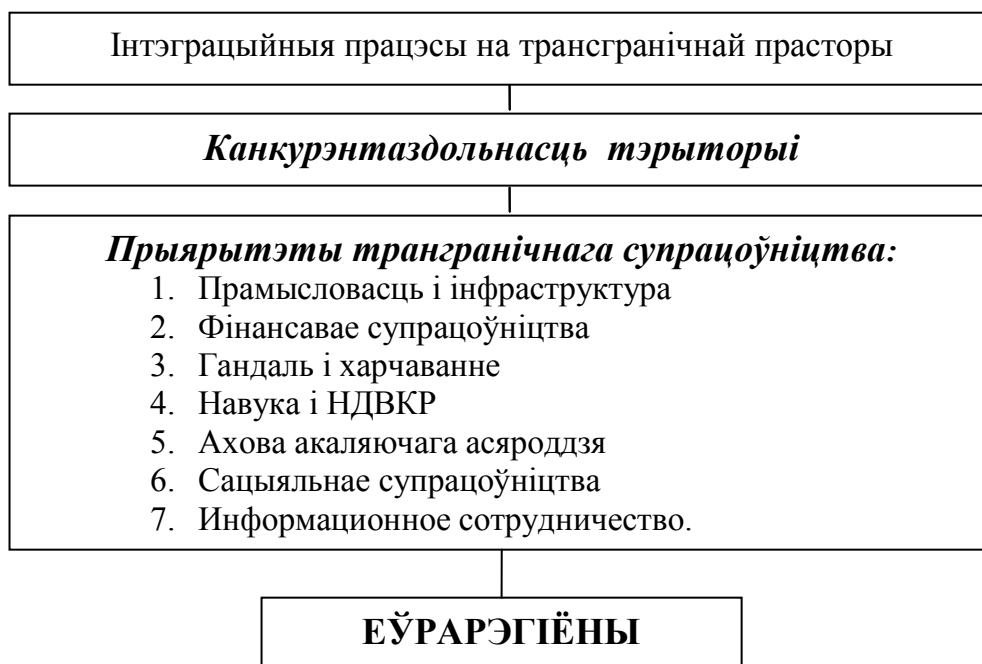 Інтэграцыйныя працэсы на трансгранічнай прасторы
Канкурэнтаздольнасць тэрыторыі
Прыярытэты трангранічнага супрацоўніцтва:
1. Прамысловасць і інфраструктура
2. Фінансавае супрацоўніцтва
3. Гандаль і харчаванне
4. Навука і НДВКР
5. Ахова акаляючага асяроддзя
6. Сацыяльнае супрацоўніцтва
7. Информационное сотрудничество.
ЕЎРАРЭГІЁНЫ